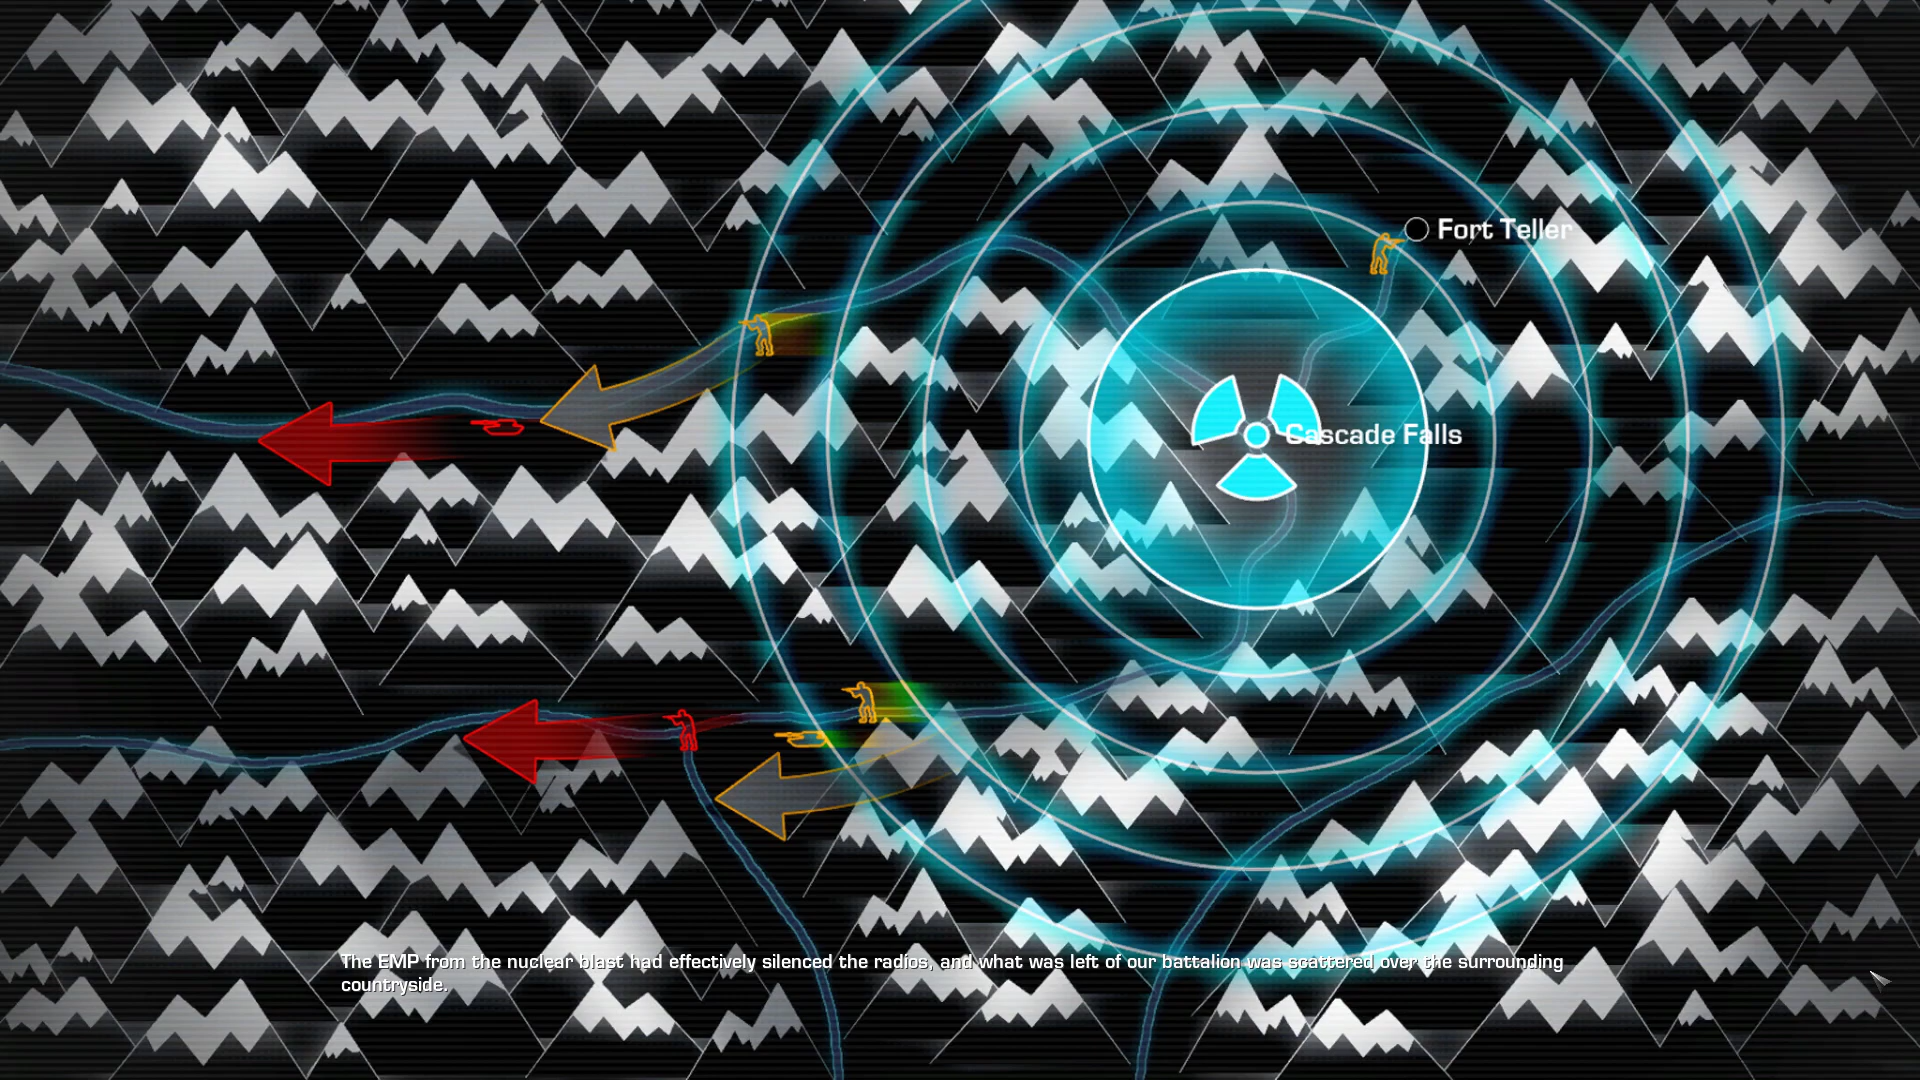 Fort Teller
Cascade Falls
The EMP from the nuclear blast had effectively silenced the radios, and what was left of our battalion was scattered over the surrounding
countryside.